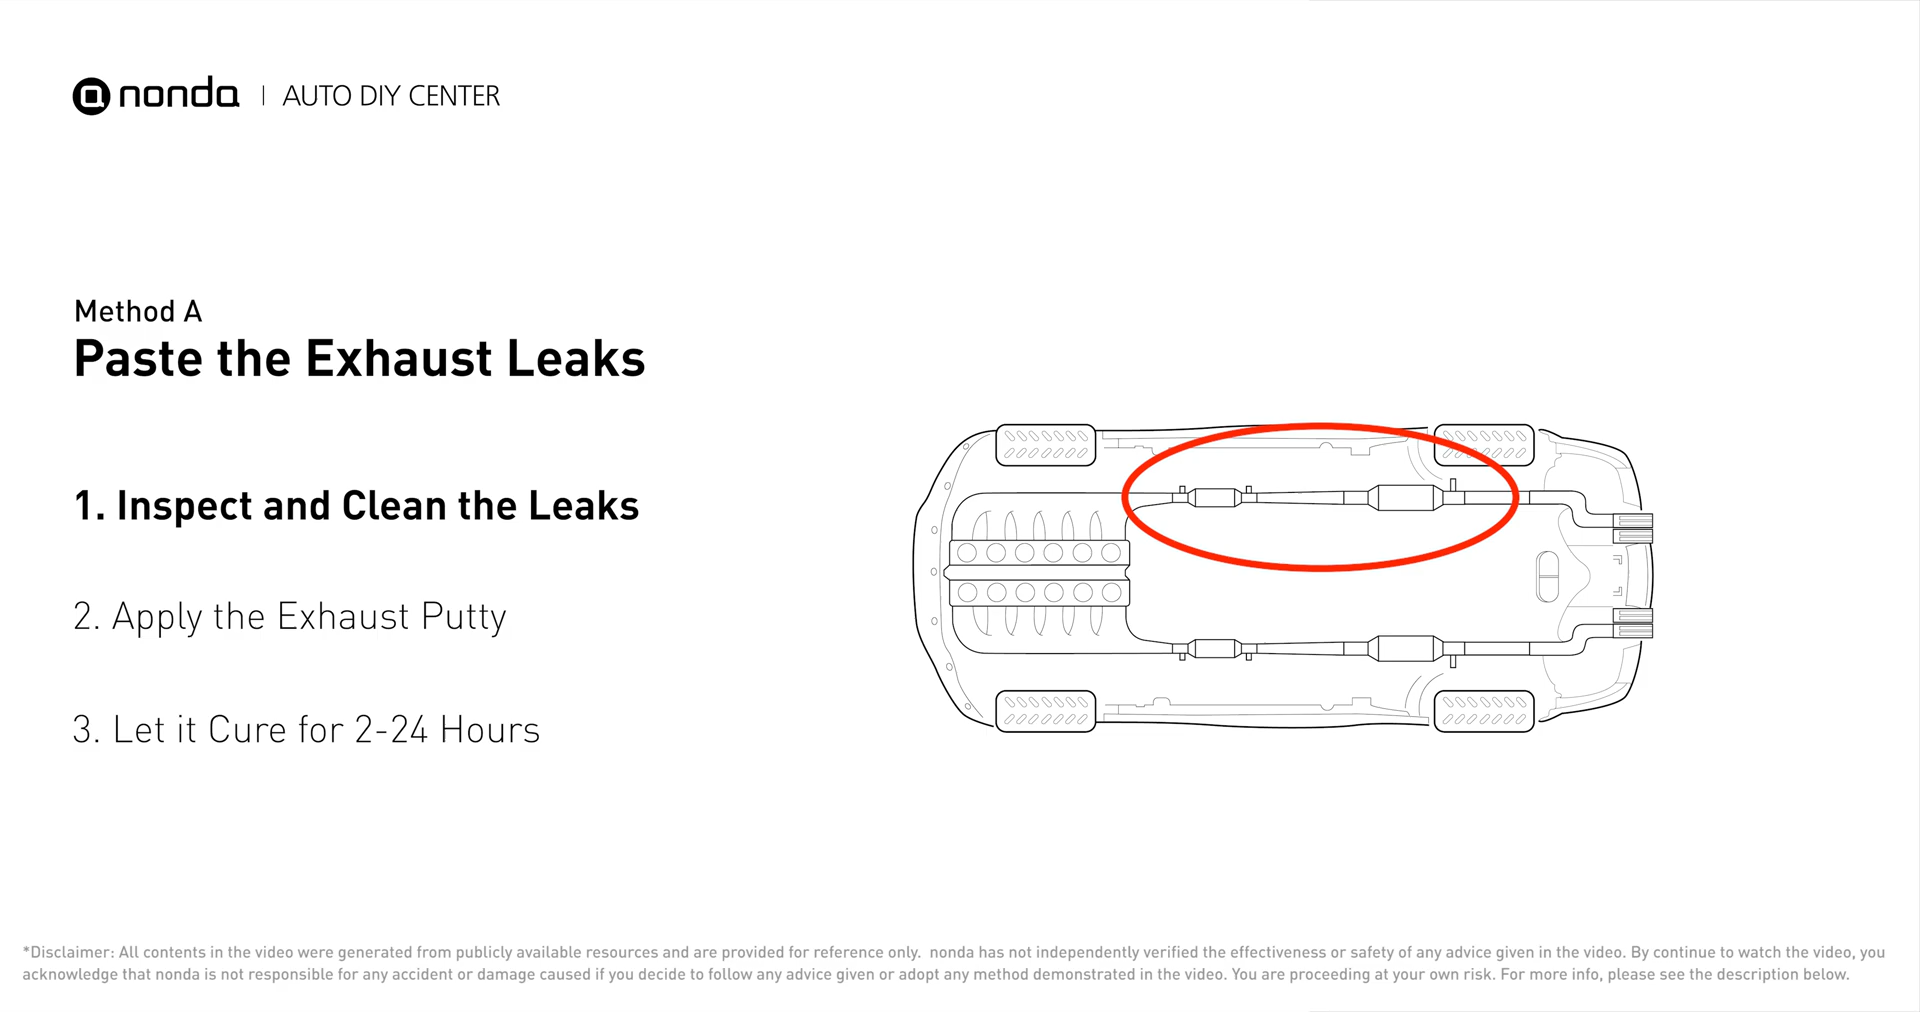 nonda | AUTO DIY CENTER
Method A
Paste the Exhaust Leaks
1. Inspect and Clean the Leaks
2. Apply the Exhaust Putty
3. Let it Cure for 2-24 Hours
*Disclaimer: All contents in the video were generated from publicly available resources and are provided for reference only.  nonda has not independently verified the effectiveness or safety of any advice given in the video. By continue to watch the video, you
acknowledge that nonda is not responsible for any accident or damage caused if you decide to follow any advice given or adopt any method demonstrated in the video. You are proceeding at your own risk. For more info, please see the description below.